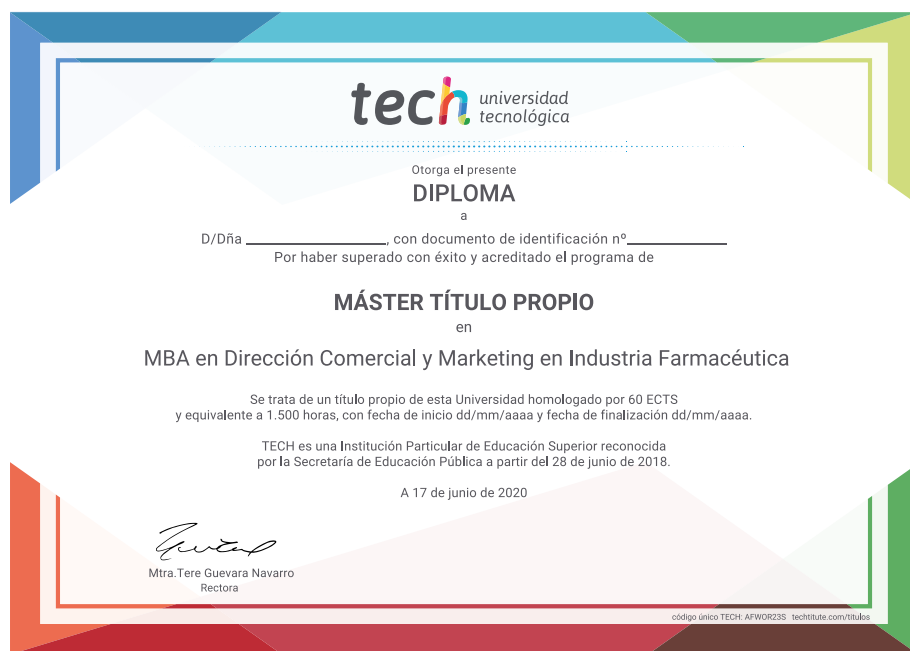 tech universidad
tecnológica
Otorga el presente
DIPLOMA
a
D/Dña ________________, con documento de identificación nº____________
Por haber superado con éxito y acreditado el programa de
MÁSTER TÍTULO PROPIO
en
MBA en Dirección Comercial y Marketing en Industria Farmacéutica
Se trata de un título propio de esta Universidad homologado por 60 ECTS
y equivalente a 1.500 horas, con fecha de inicio dd/mm/aaaa y fecha de finalización dd/mm/aaaa.
TECH es una Institución Particular de Educación Superior reconocida
por la Secretaría de Educación Pública a partir del 28 de junio de 2018.
A 17 de junio de 2020
Mtra.Tere Guevara Navarro
Rectora
código único TECH: AFWOR23S techtitute.com/titulos